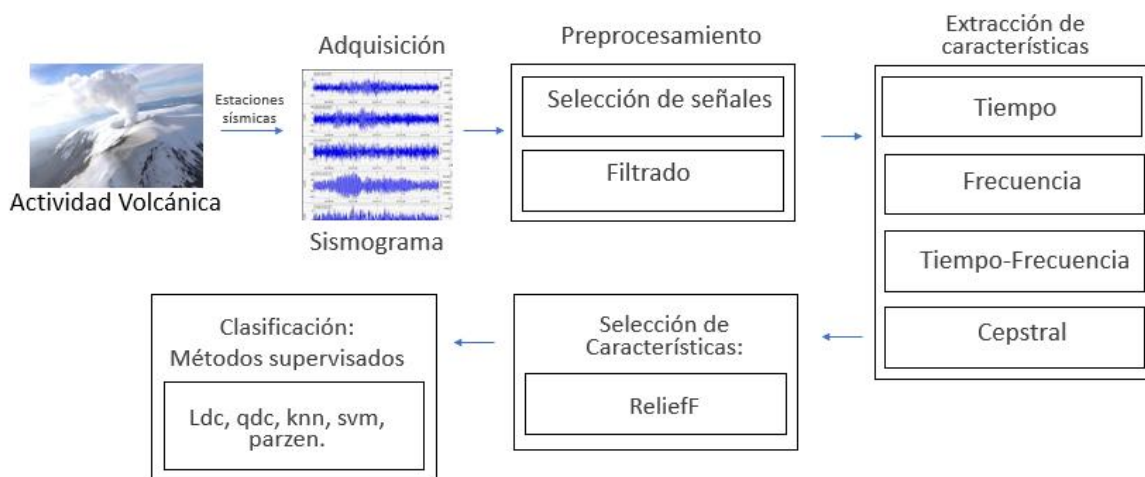 Actividad Volcánica
Estaciones
sísmicas
Adquisición
Sismograma
Preprocesamiento
Selección de señales
Filtrado
Extracción de
características
Tiempo
Frecuencia
Tiempo-Frecuencia
Cepstral
Selección de
Características:
ReliefF
Clasificación:
Métodos supervisados
Ldc, qdc, knn, svm,
parzen.